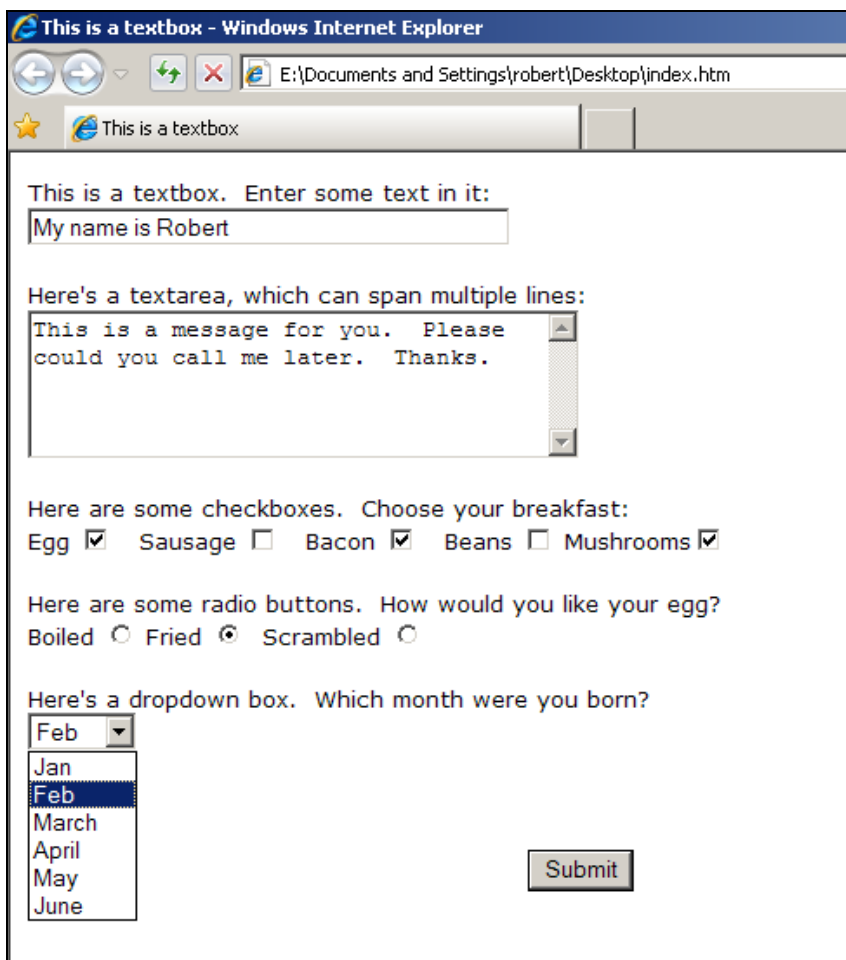 This is a textbox - Windows Internet Explorer
E:\Documents and Settings\robert\Desktop\index.htm
This is a textbox
This is a textbox.  Enter some text in it:
My name is Robert
Here's a textarea, which can span multiple lines:
This is a message for you.  Please
could you call me later.  Thanks.
Here are some checkboxes.  Choose your breakfast:
Egg Sausage Bacon Beans Mushrooms
Here are some radio buttons.  How would you like your egg?
Boiled Fried Scrambled
Here's a dropdown box.  Which month were you born?
Feb
Jan
Feb
March
April
May
Submit
June